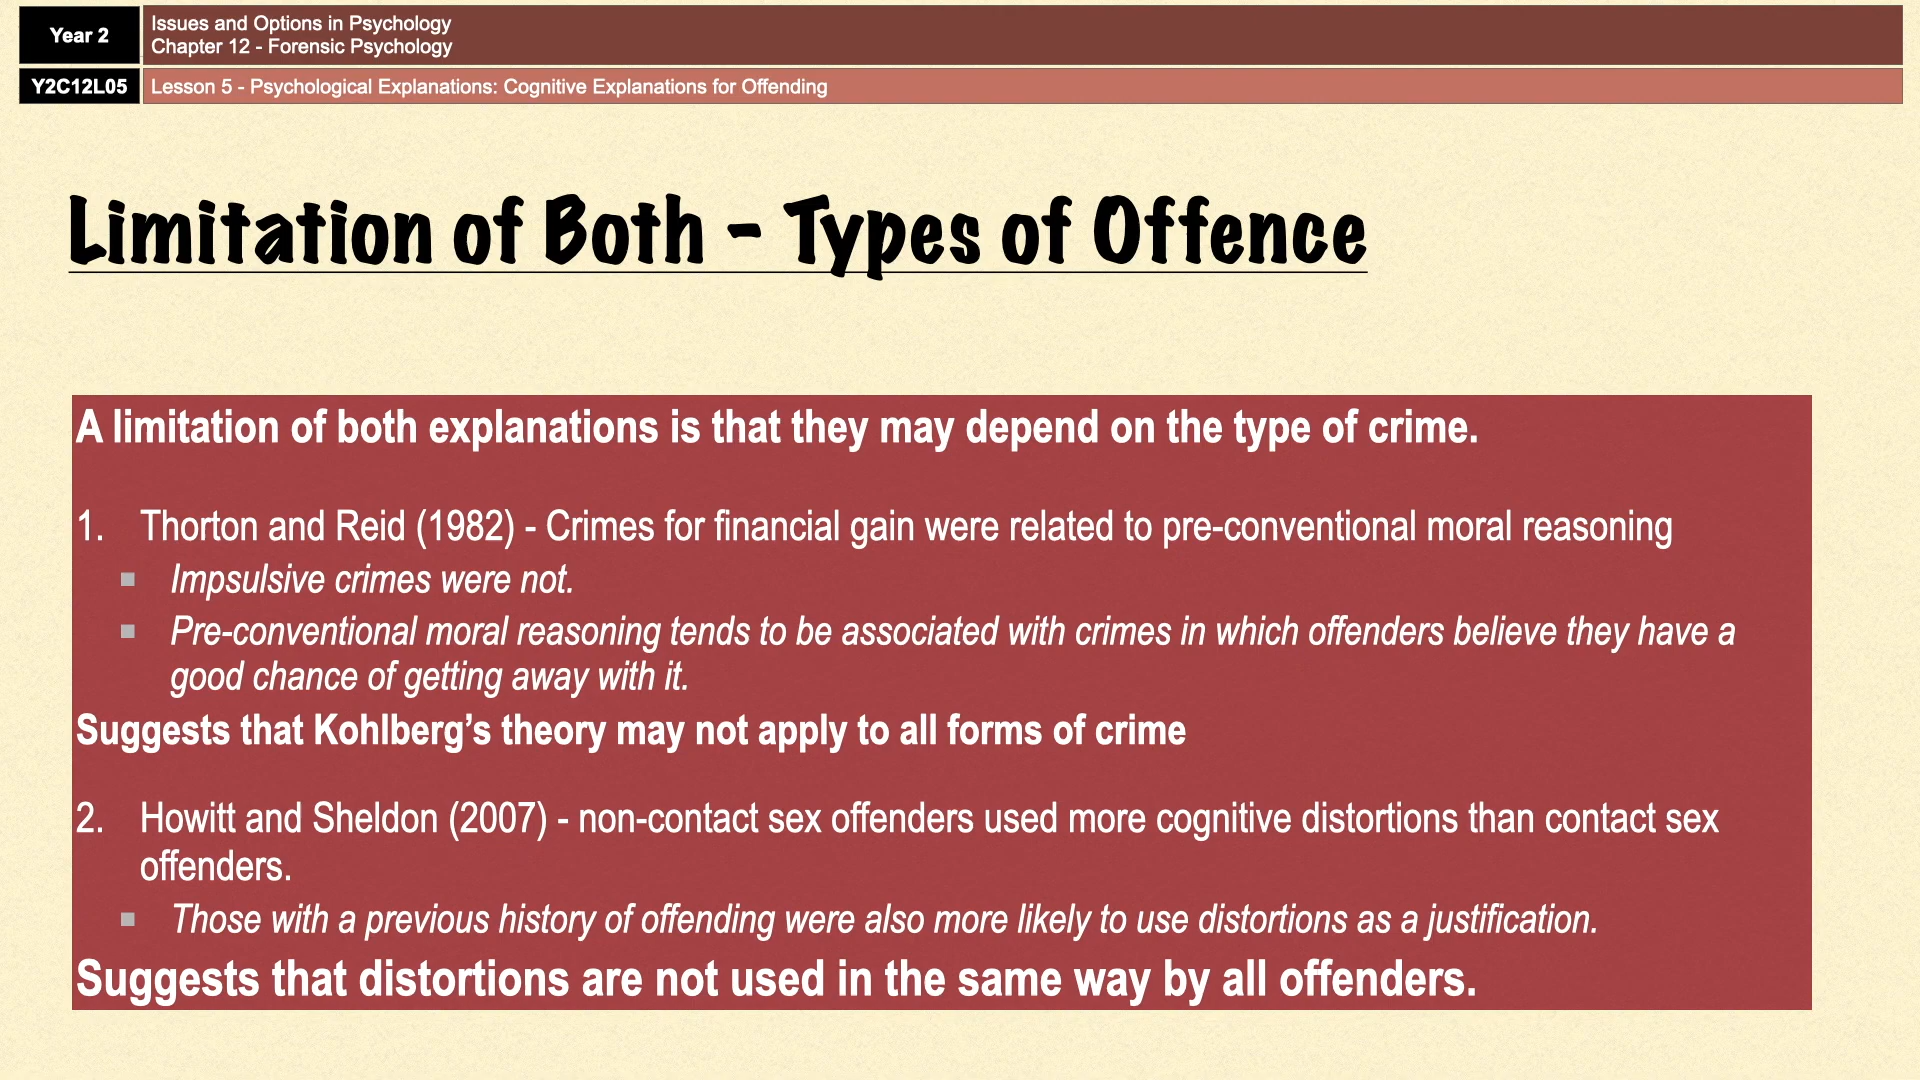 Year 2
Issues and Options in Psychology
Chapter 12 - Forensic Psychology
Y2C12L05
Lesson 5 - Psychological Explanations: Cognitive Explanations for Offending
Limitation of Both - Types of Offence
A limitation of both explanations is that they may depend on the type of crime.
1. Thorton and Reid (1982) - Crimes for financial gain were related to pre-conventional moral reasoning
▪ Impsulsive crimes were not.
▪ Pre-conventional moral reasoning tends to be associated with crimes in which offenders believe they have a
good chance of getting away with it.
Suggests that Kohlberg’s theory may not apply to all forms of crime
2. Howitt and Sheldon (2007) - non-contact sex offenders used more cognitive distortions than contact sex
offenders.
▪ Those with a previous history of offending were also more likely to use distortions as a justification.
Suggests that distortions are not used in the same way by all offenders.